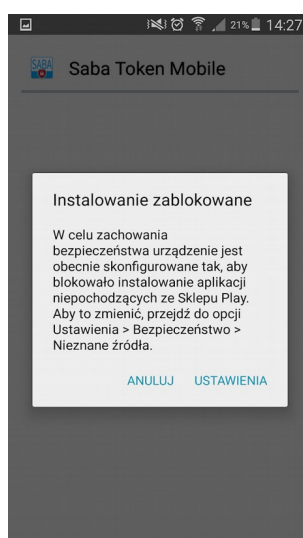 21% 14:27
SABA Saba Token Mobile
Instalowanie zablokowane
W celu zachowania
bezpieczeństwa urządzenie jest
obecnie skonfigurowane tak, aby
blokowało instalowanie aplikacji
niepochodzących ze Sklepu Play.
Aby to zmienić, przejdź do opcji
Ustawienia > Bezpieczeństwo >
Nieznane źródła.
ANULUJ USTAWIENIA